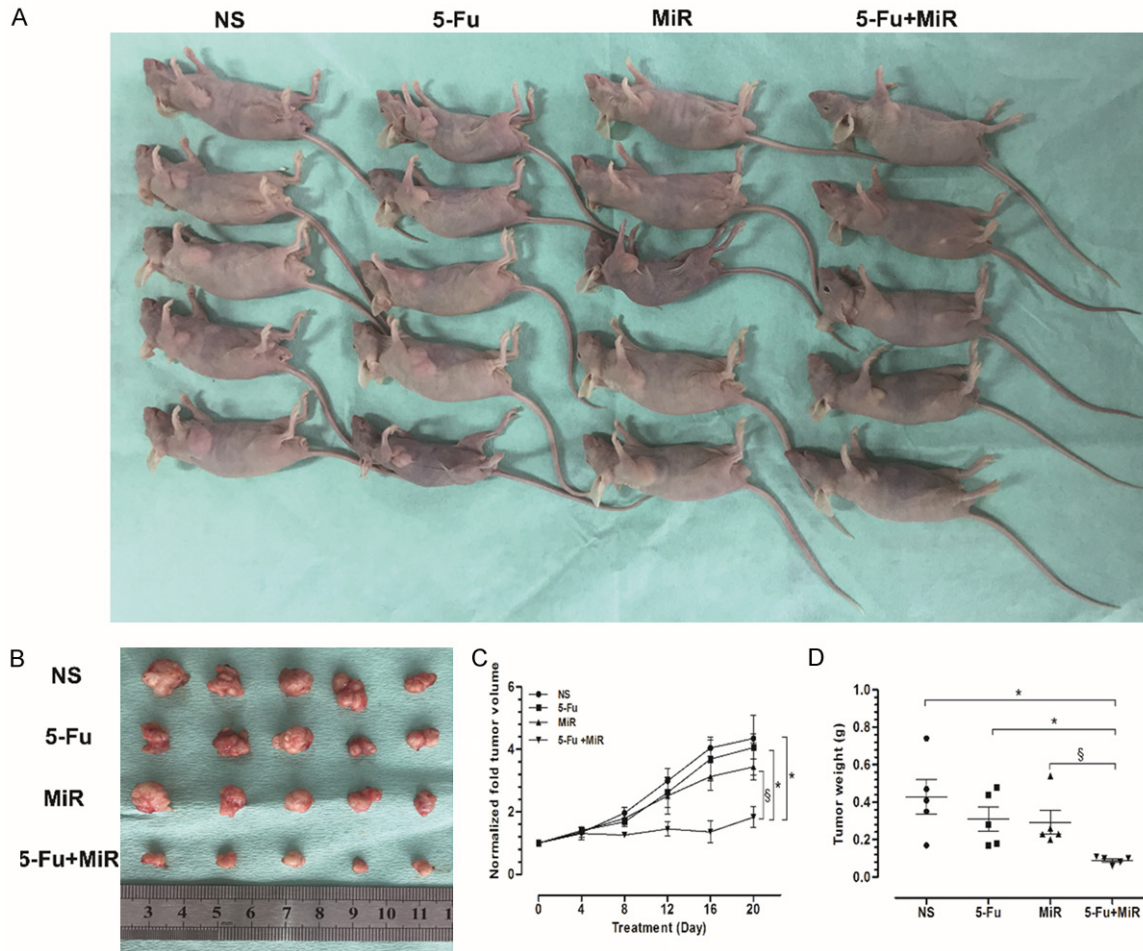 A
NS 5-Fu MiR 5-Fu+MiR
B
NS
5-Fu
MiR
5-Fu+MiR
3 4 5 6 7 8 9 10 11 12
C
Normalized fold tumor volume
6
4
2
0
NS
5-Fu
MiR
5-Fu +MiR
§ * *
0 4 8 12 16 20
Treatment (Day)
D
Tumor weight (g)
1.0
0.8
0.6
0.4
0.2
0.0
*
*
§
NS 5-Fu MiR 5-Fu+MiR